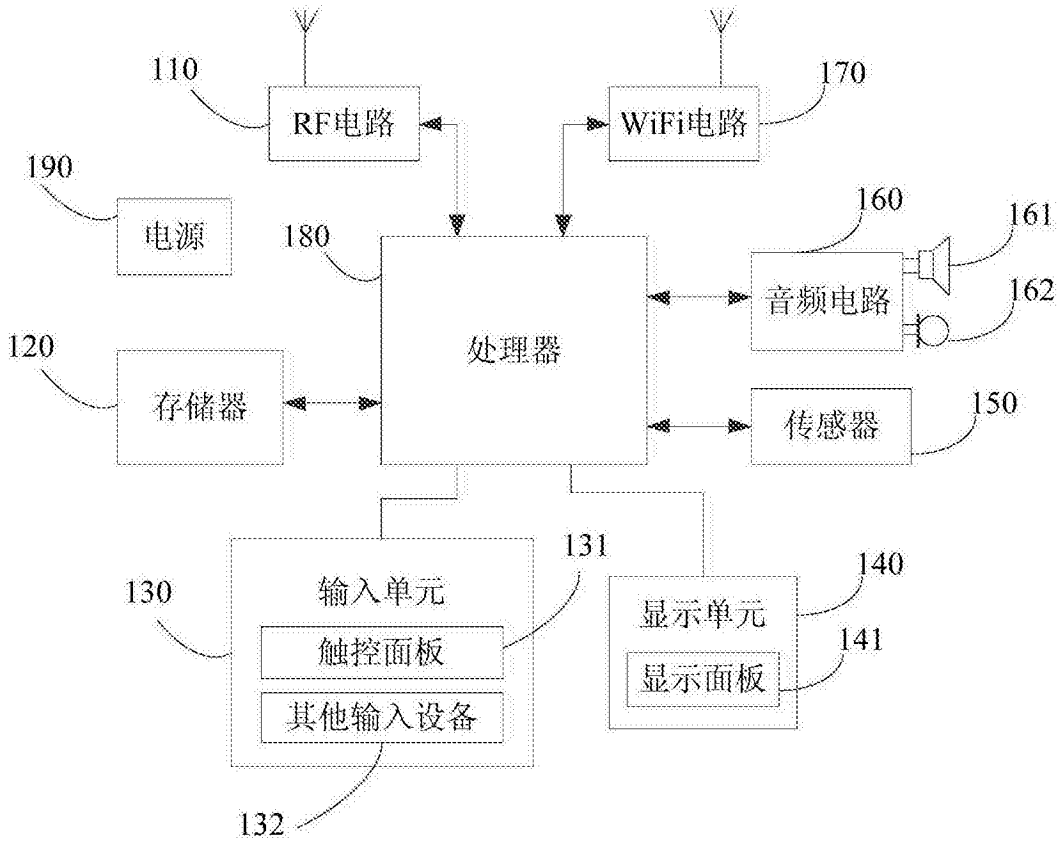 110
RF电路
WiFi电路
170
190
电源
180
处理器
160
161
音频电路
162
120
存储器
传感器
150
130
输入单元
131
触控面板
其他输入设备
132
显示单元
140
显示面板
141